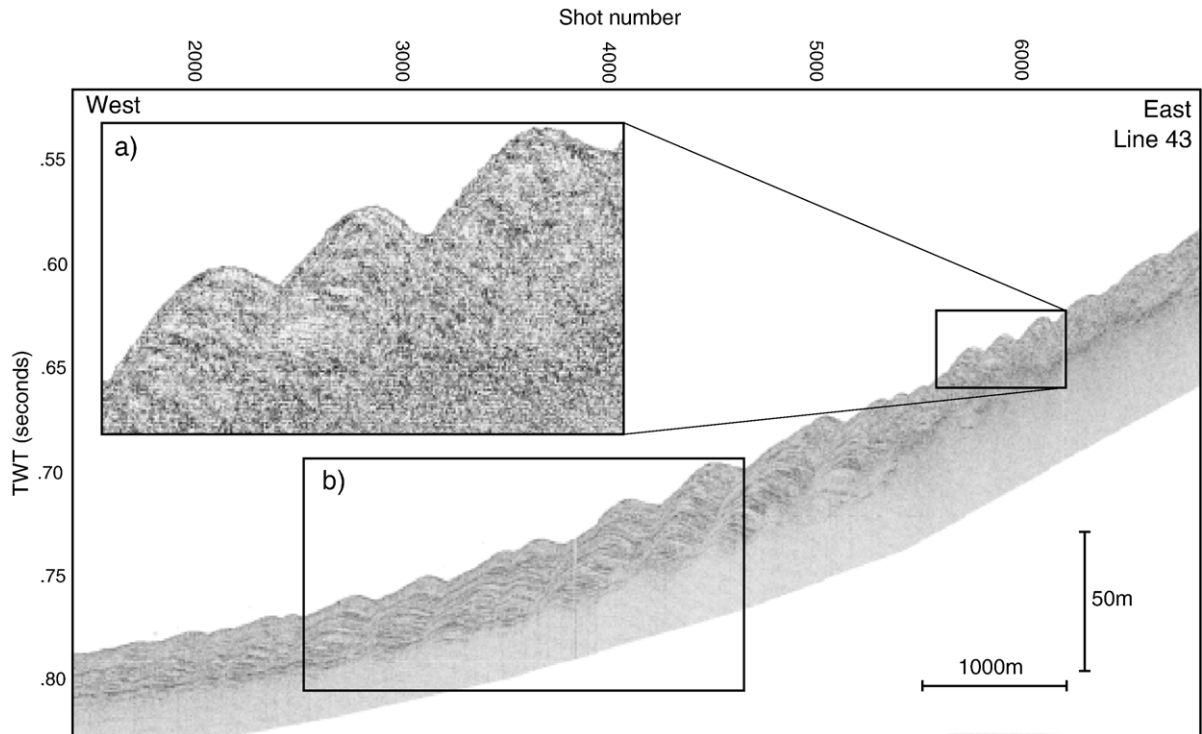 Shot number
2000 3000 4000 5000 6000
West
East
Line 43
a)
b)
TWT (seconds)
.55
.60
.65
.70
.75
.80
50m
1000m